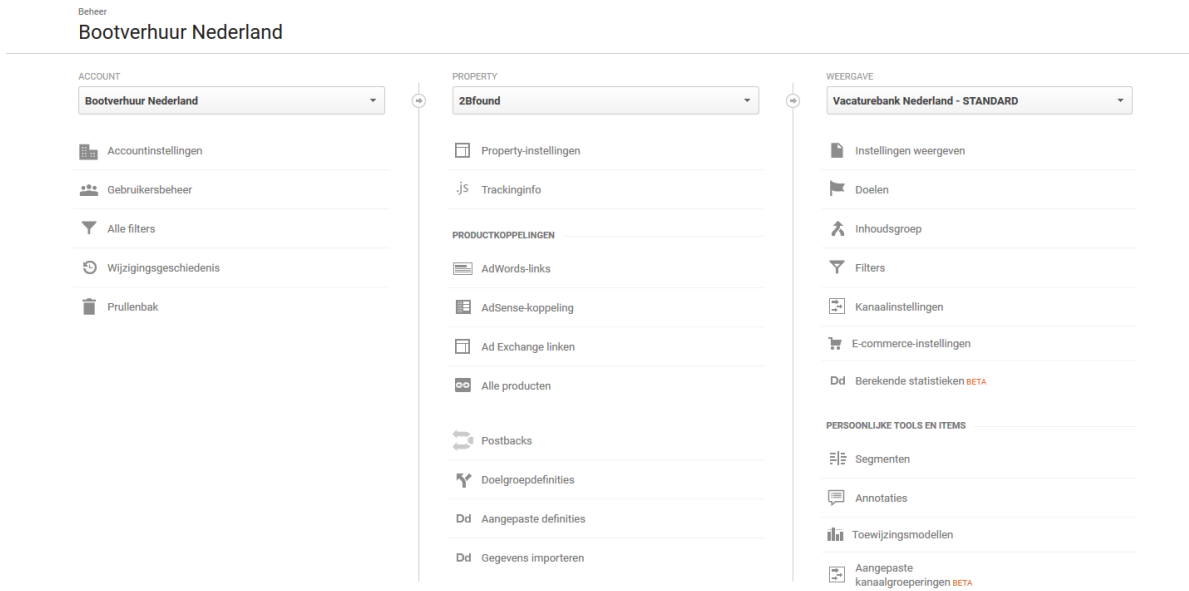 Beheer
Bootverhuur Nederland
ACCOUNT
Bootverhuur Nederland
Accountinstellingen
Gebruikersbeheer
Alle filters
Wijzigingsgeschiedenis
Prullenbak
PROPERTY
2Bfound
Property-instellingen
.js Trackinginfo
PRODUCTKOPPELINGEN
AdWords-links
AdSense-koppeling
Ad Exchange linken
Alle producten
Postbacks
Doelgroepdefinities
Dd Aangepaste definities
Dd Gegevens importeren
WEERGAVE
Vacaturebank Nederland - STANDARD
Instellingen weergeven
Doelen
Inhoudsgroep
Filters
Kanaalinstellingen
E-commerce-instellingen
Dd Berekende statistieken BETA
PERSOONLIJKE TOOLS EN ITEMS
Segmenten
Annotaties
Toewijzingsmodellen
Aangepaste
kanaalgroeperingen BETA